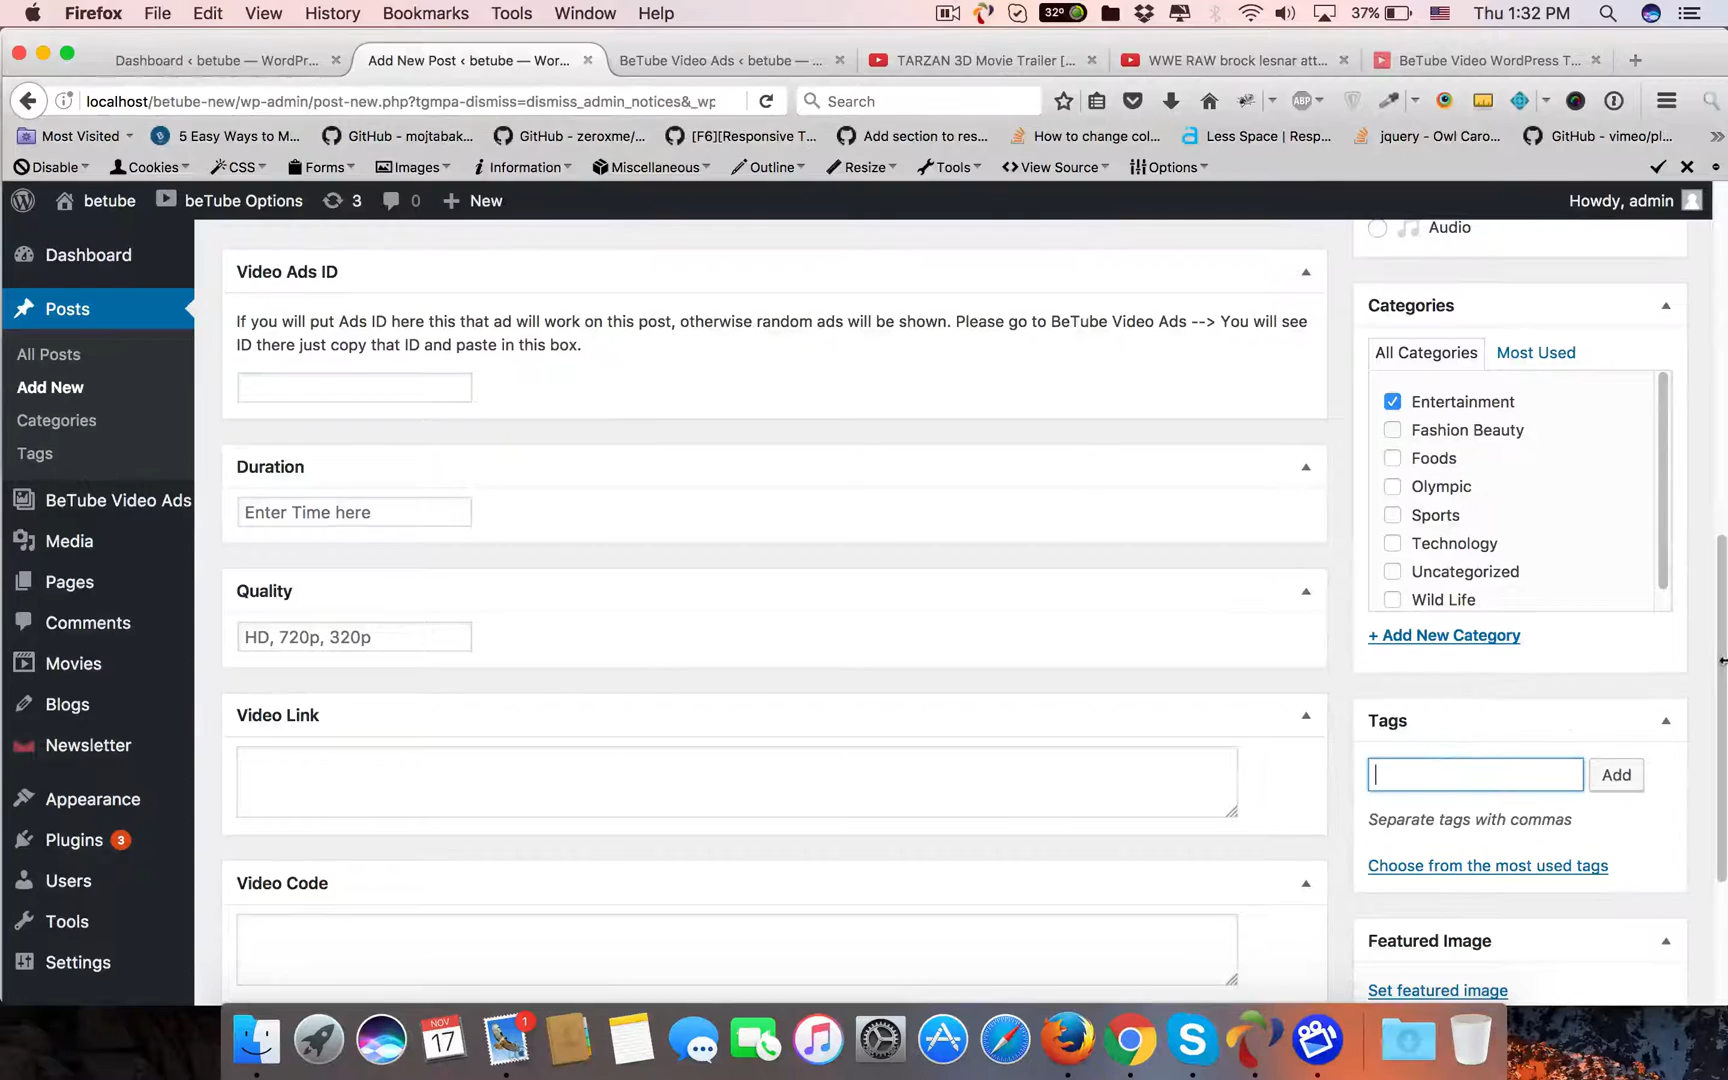 Firefox File Edit View History Bookmarks Tools Window Help 32° 37% Thu 1:32 PM
Dashboard ‹ betube — WordPr... Add New Post ‹ betube — Wor... BeTube Video Ads ‹ betube — ... TARZAN 3D Movie Trailer [... WWE RAW brock lesnar att... BeTube Video WordPress T...
localhost/betube-new/wp-admin/post-new.php?tgmpa-dismiss=dismiss_admin_notices&_wp Search ABP
Most Visited 5 Easy Ways to M... GitHub - mojtabak... GitHub - zeroxme/... [F6][Responsive T... Add section to res... How to change col... Less Space | Resp... jquery - Owl Caro... GitHub - vimeo/pl...
Disable Cookies CSS Forms Images Information Miscellaneous Outline Resize Tools View Source Options
betube beTube Options 3 0 New Howdy, admin
Dashboard
Posts
All Posts
Add New
Categories
Tags
BeTube Video Ads
Media
Pages
Comments
Movies
Blogs
Newsletter
Appearance
Plugins 3
Users
Tools
Settings
Video Ads ID
If you will put Ads ID here this that ad will work on this post, otherwise random ads will be shown. Please go to BeTube Video Ads --> You will see
ID there just copy that ID and paste in this box.
Duration
Enter Time here
Quality
HD, 720p, 320p
Video Link
Video Code
Audio
Categories
All Categories Most Used
Entertainment
Fashion Beauty
Foods
Olympic
Sports
Technology
Uncategorized
Wild Life
+ Add New Category
Tags
Add
Separate tags with commas
Choose from the most used tags
Featured Image
Set featured image
NOV
17
1